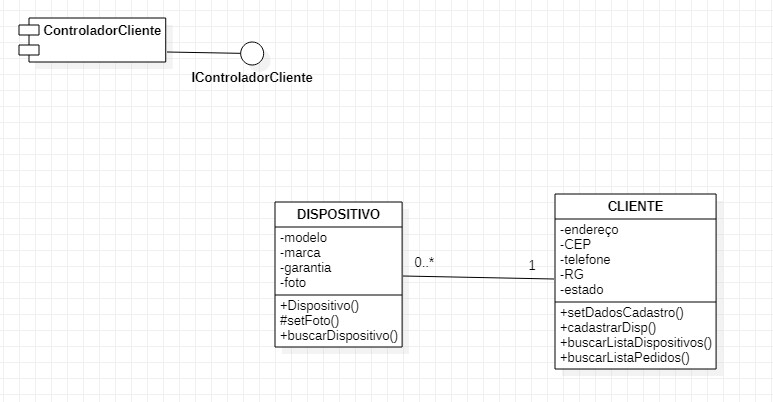 ControladorCliente
IControladorCliente
DISPOSITIVO
-modelo
-marca
-garantia
-foto
+Dispositivo()
#setFoto()
+buscarDispositivo()
0..*
1
CLIENTE
-endereço
-CEP
-telefone
-RG
-estado
+setDadosCadastro()
+cadastrarDisp()
+buscarListaDispositivos()
+buscarListaPedidos()